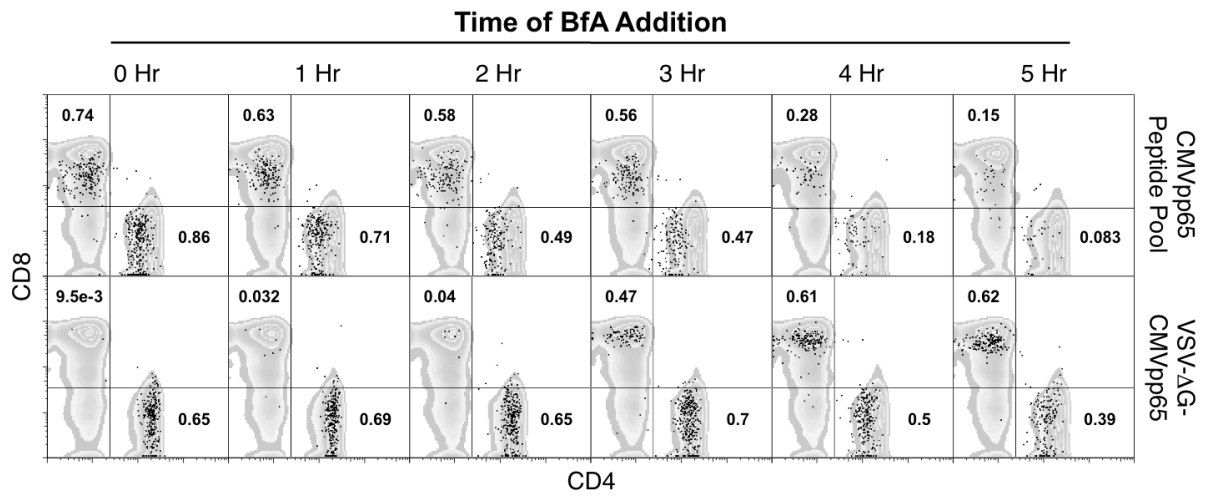 Time of BfA Addition
0 Hr 1 Hr 2 Hr 3 Hr 4 Hr 5 Hr
0.74 0.63 0.58 0.56 0.28 0.15
0.86 0.71 0.49 0.47 0.18 0.083
CMVpp65
Peptide Pool
CD8
9.5e-3 0.032 0.04 0.47 0.61 0.62
0.65 0.69 0.65 0.7 0.5 0.39
VSV-ΔG-
CMVpp65
CD4